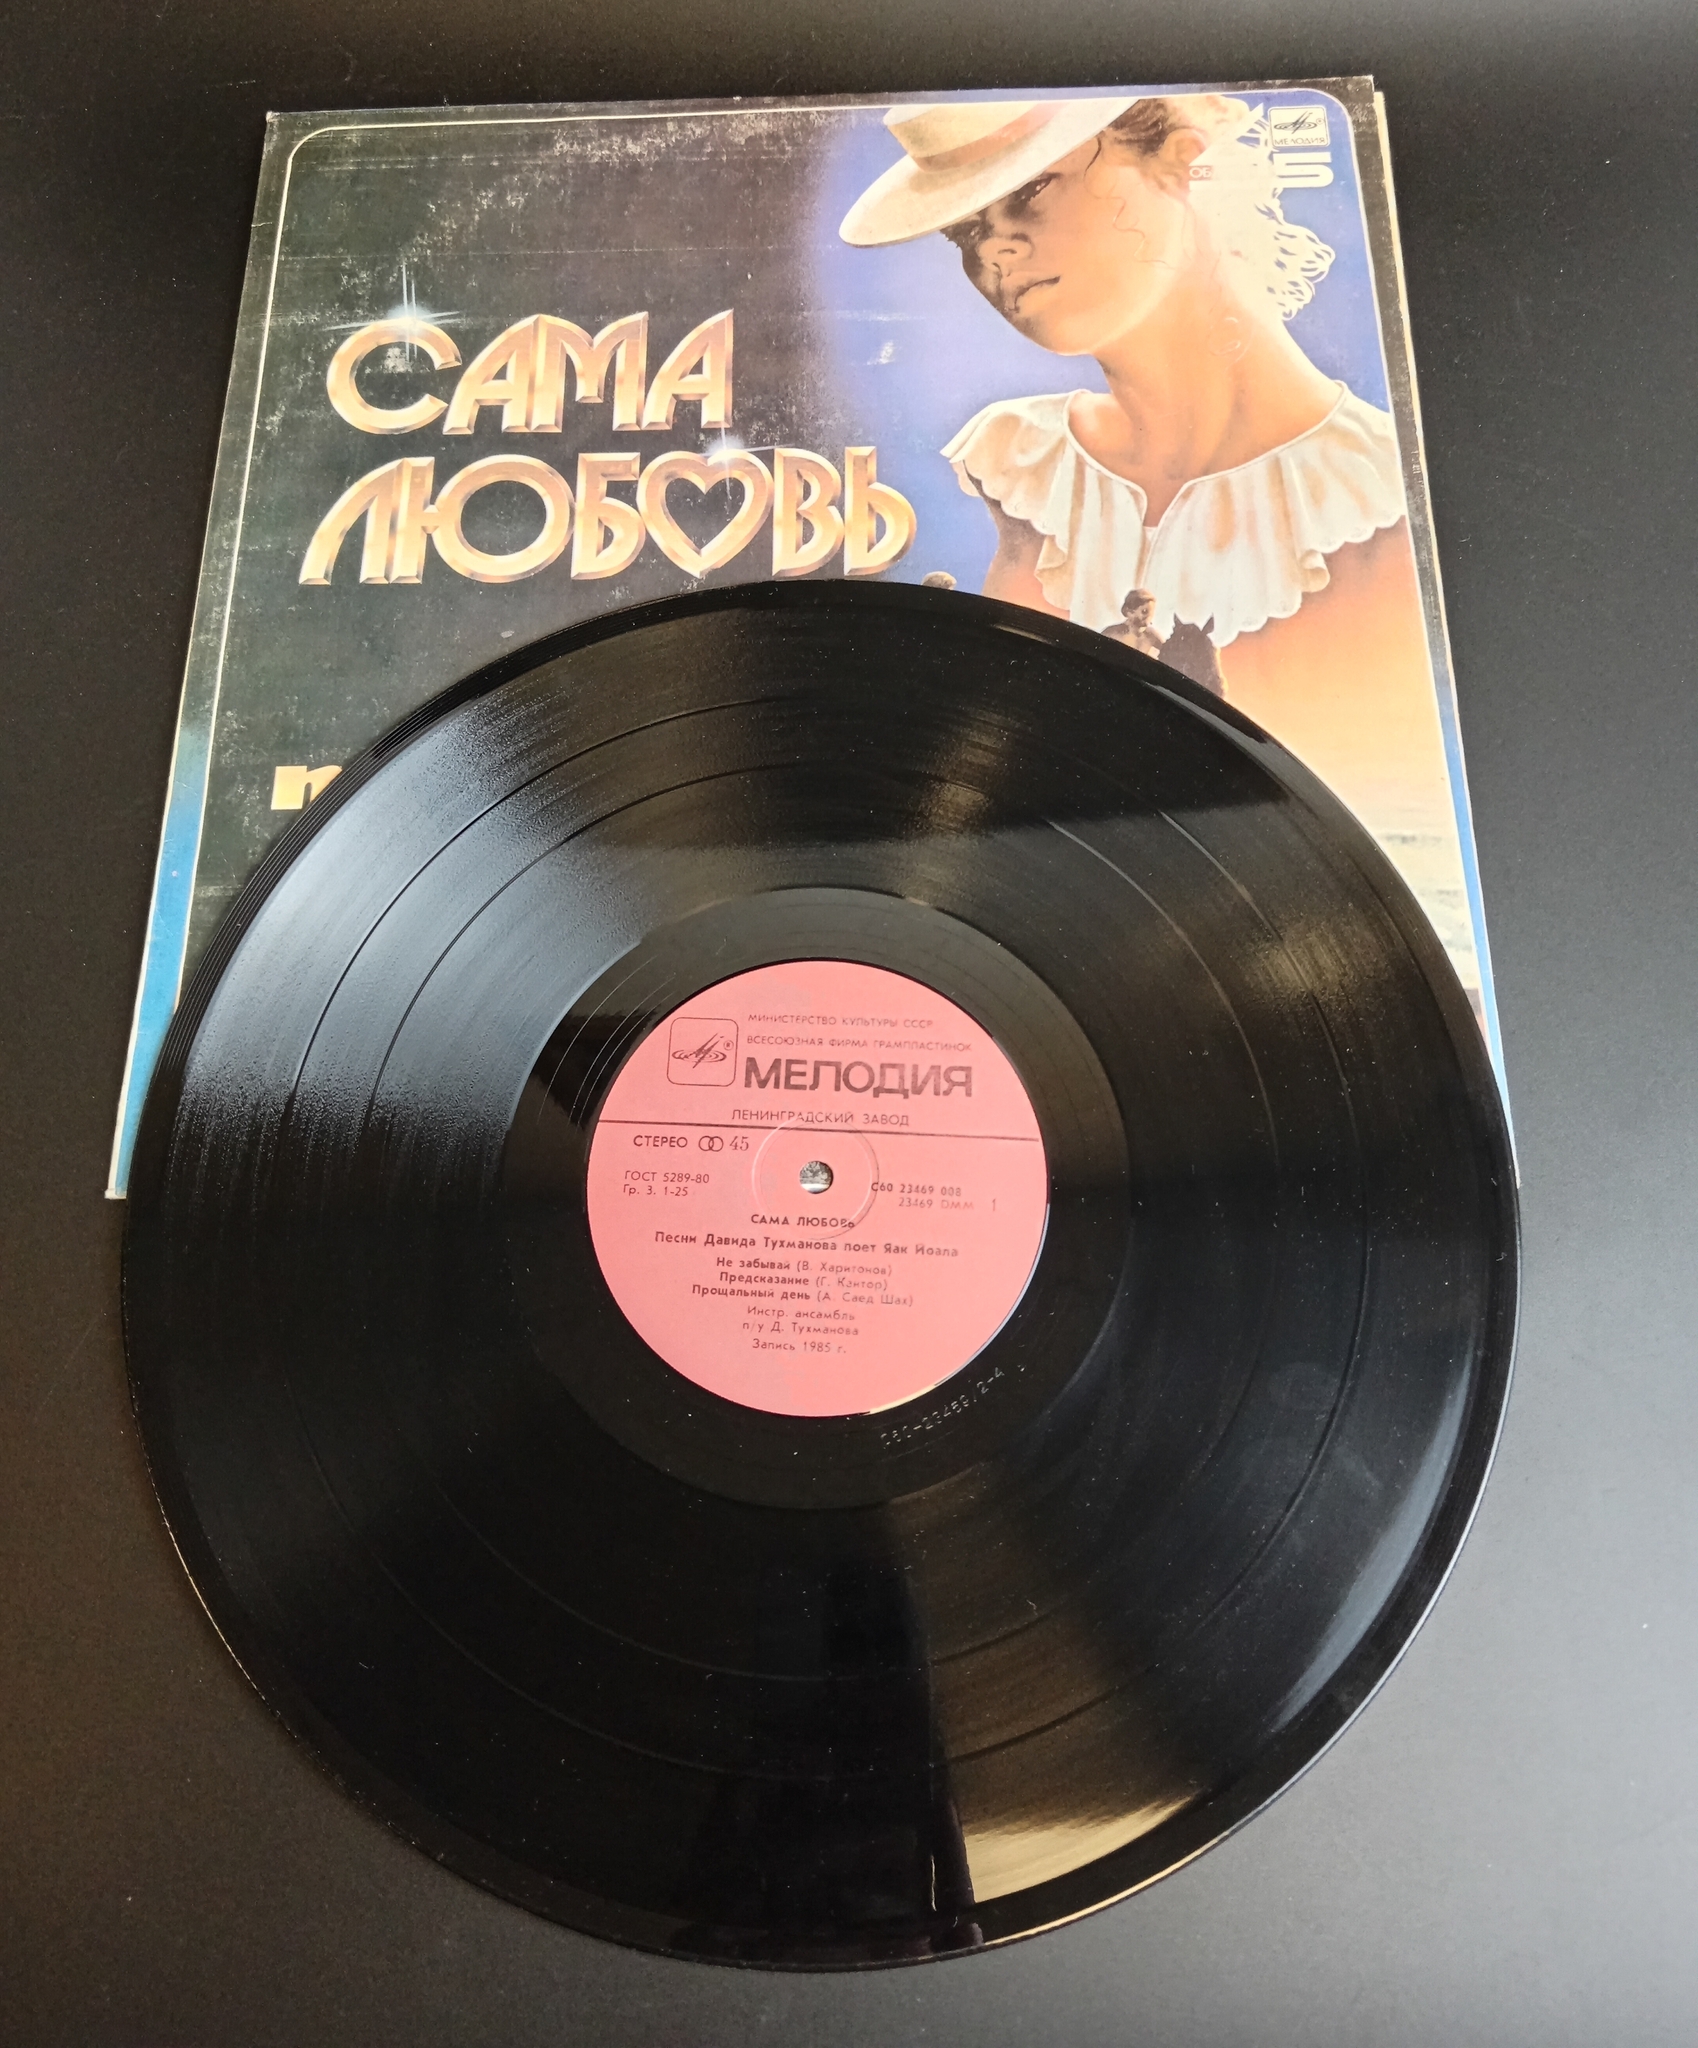 МЕЛОДИЯ
САМА
ЛЮБОВЬ
МИНИСТЕРСТВО КУЛЬТУРЫ СССР
ВСЕСОЮЗНАЯ ФИРМА ГРАМПЛАСТИНОК
МЕЛОДИЯ
ЛЕНИНГРАДСКИЙ ЗАВОД
СТЕРЕО 45
ГОСТ 5289-80
Гр. 3. 1-25
С60 23469 008
23469 DMM 1
САМА ЛЮБОВЬ
Песни Давида Тухманова поет Яак Йоала
Не забывай (В. Харитонов)
Предсказание (Г. Кантор)
Прощальный день (А. Саед Шах)
Инстр. ансамбль
п/у Д. Тухманова
Запись 1985 г.